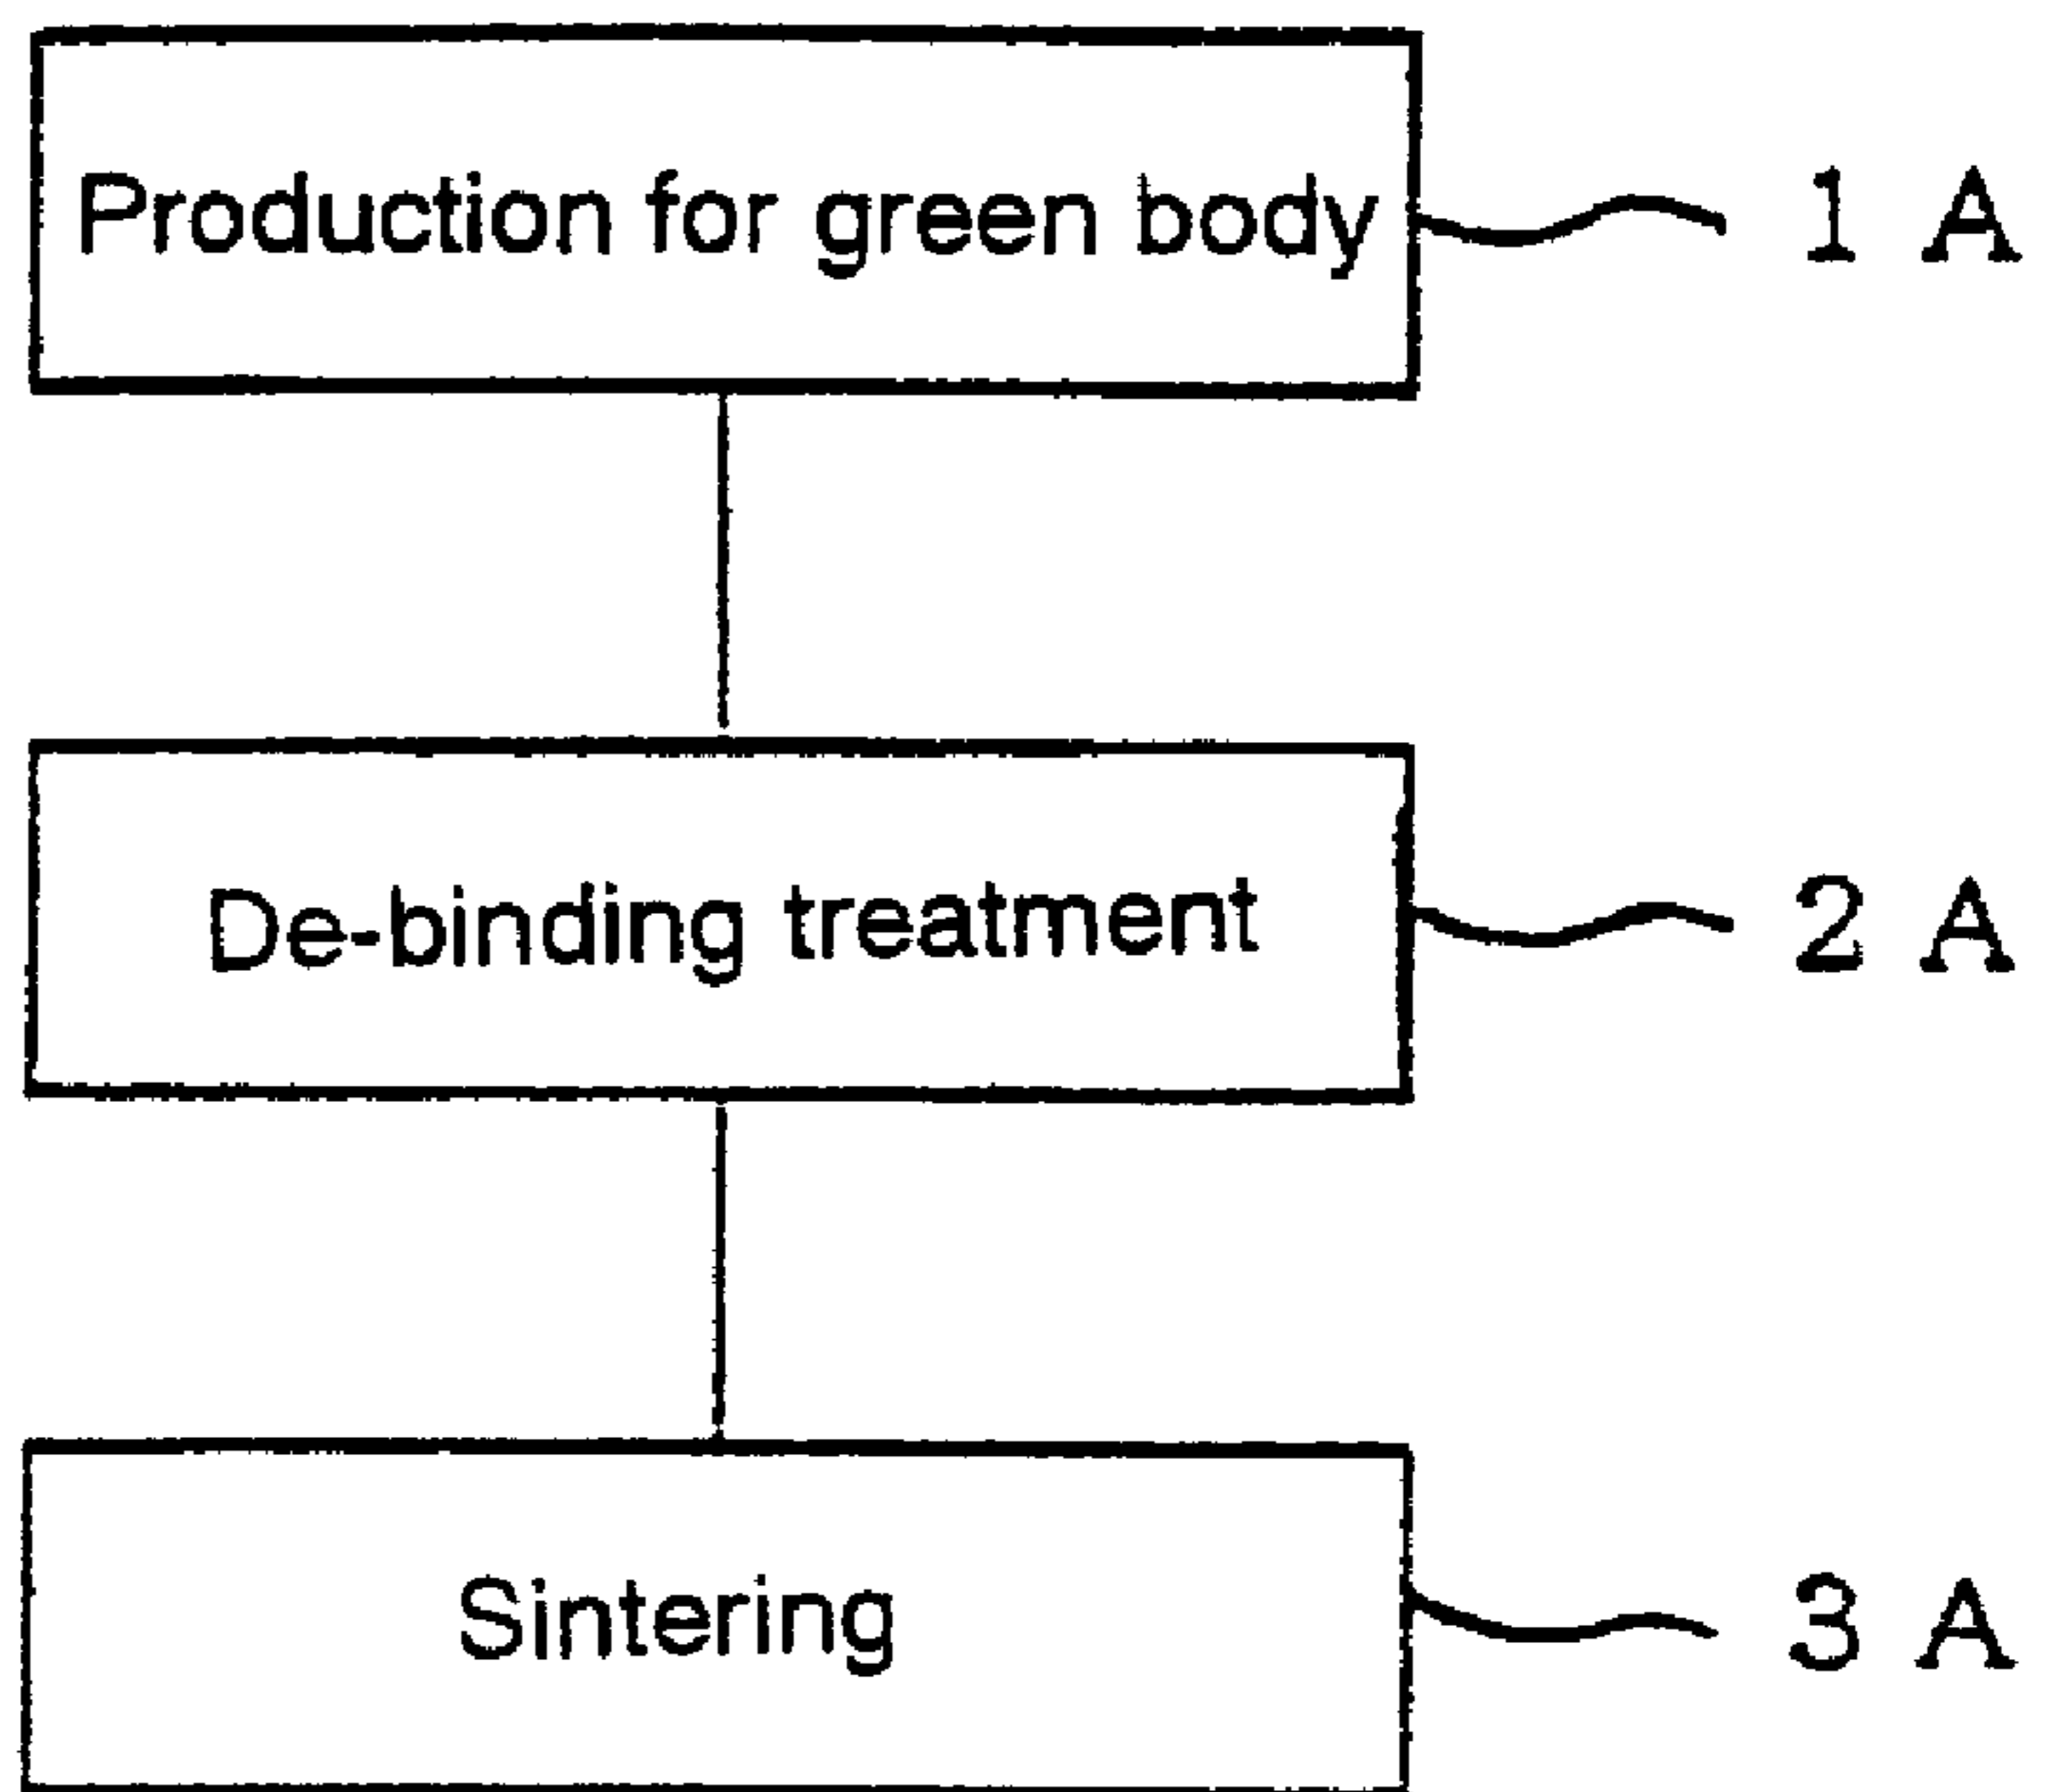 Production for green body 1 A
De-binding treatment 2 A
Sintering 3 A